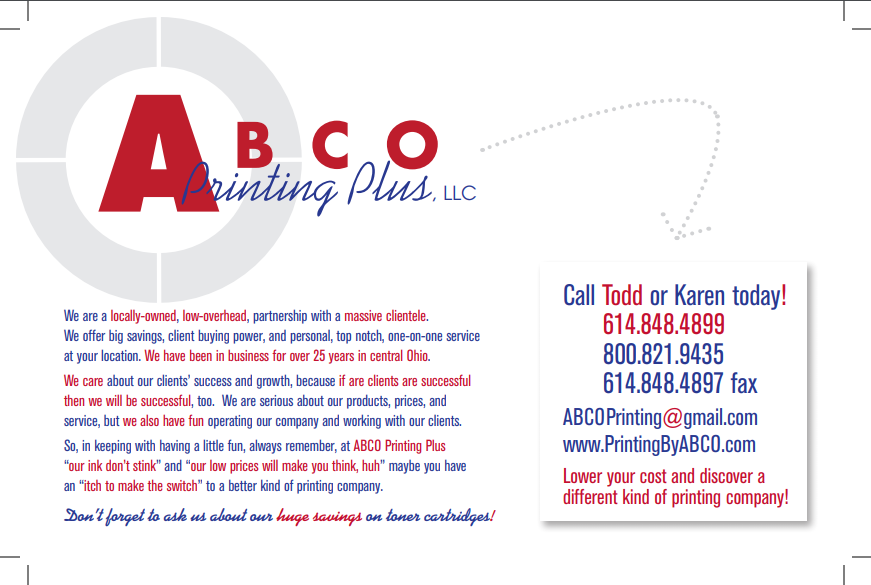 ABCO
Printing Plus, LLC
We are a locally-owned, low-overhead, partnership with a massive clientele.
We offer big savings, client buying power, and personal, top notch, one-on-one service
at your location. We have been in business for over 25 years in central Ohio.
We care about our clients’ success and growth, because if are clients are successful
then we will be successful, too. We are serious about our products, prices, and
service, but we also have fun operating our company and working with our clients.
So, in keeping with having a little fun, always remember, at ABCO Printing Plus
“our ink don’t stink” and “our low prices will make you think, huh” maybe you have
an “itch to make the switch” to a better kind of printing company.
Don’t forget to ask us about our huge savings on toner cartridges!
Call Todd or Karen today!
614.848.4899
800.821.9435
614.848.4897 fax
ABCOPrinting@gmail.com
www.PrintingByABCO.com
Lower your cost and discover a
different kind of printing company!